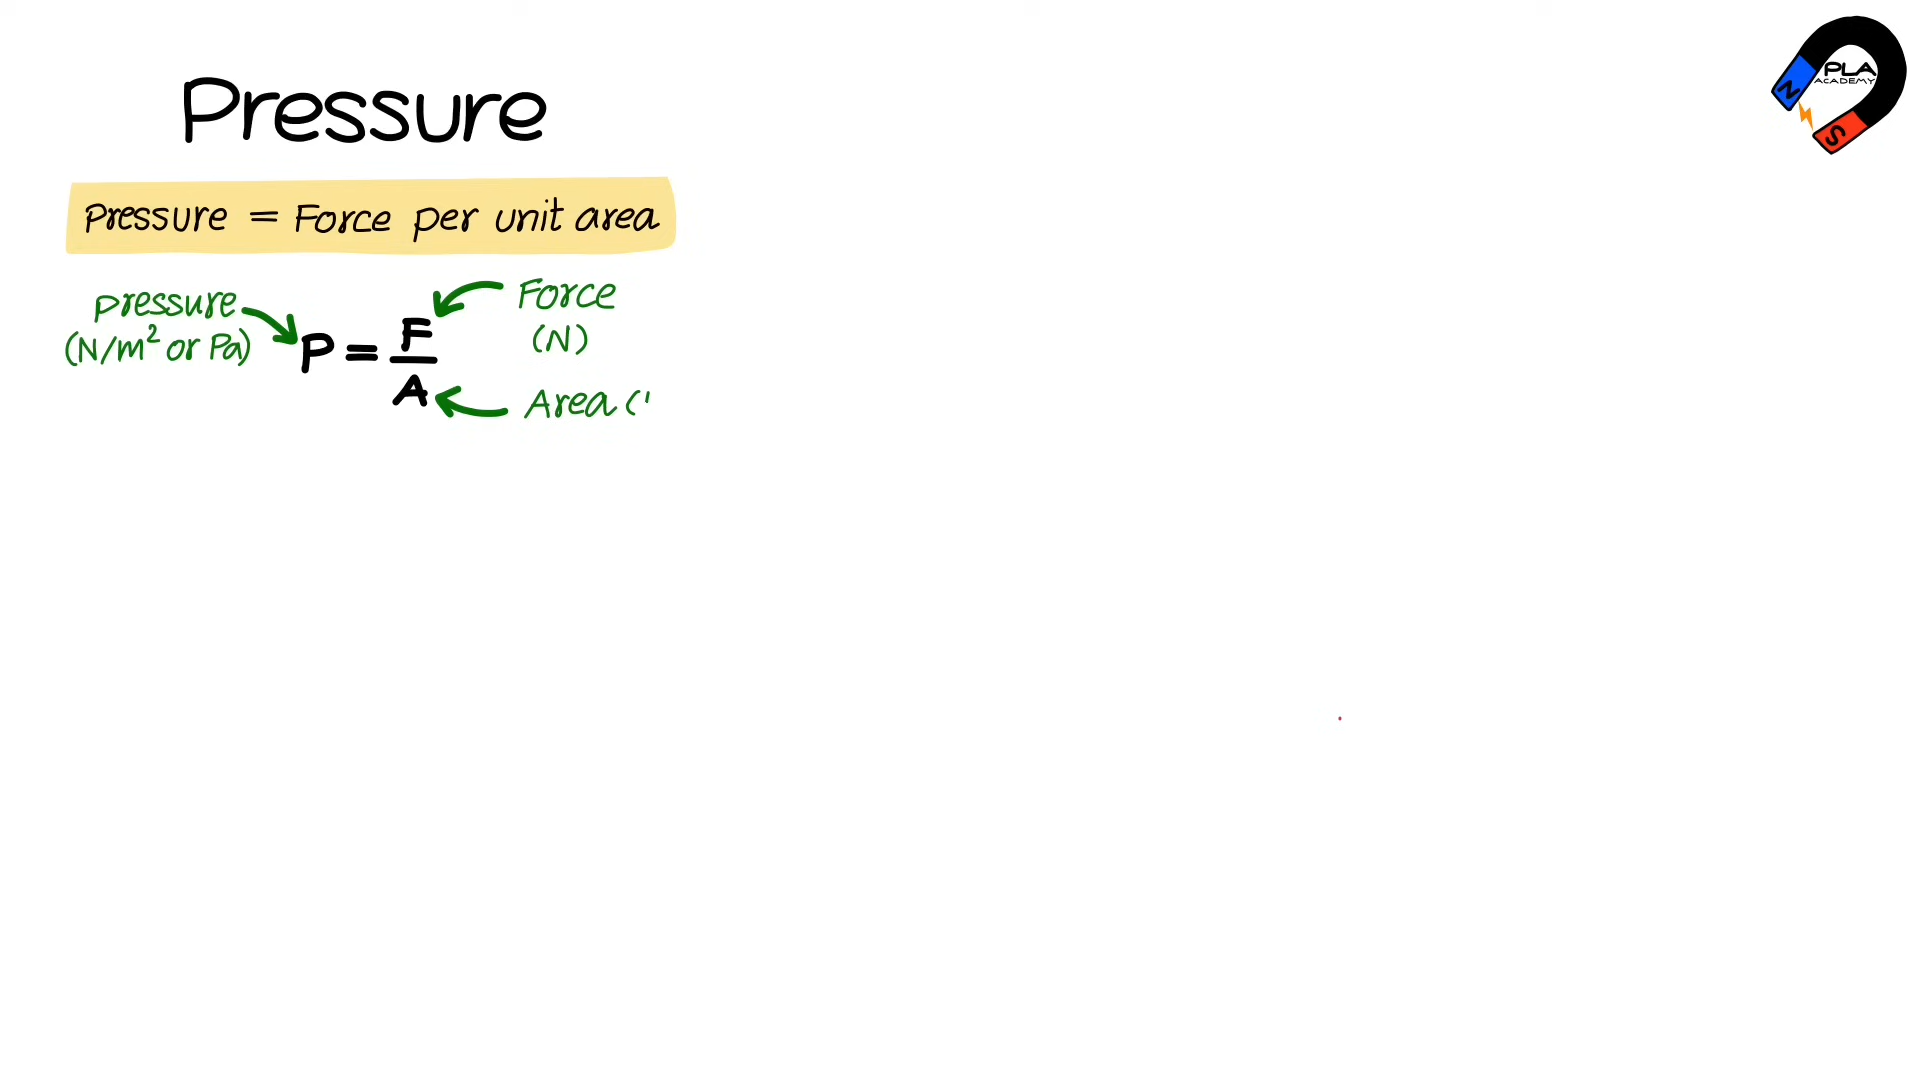 Pressure
Pressure = Force per unit area
Pressure
(N/m² or Pa)
P = F/A
Force
(N)
Area (
PLA
ACADEMY
N
S